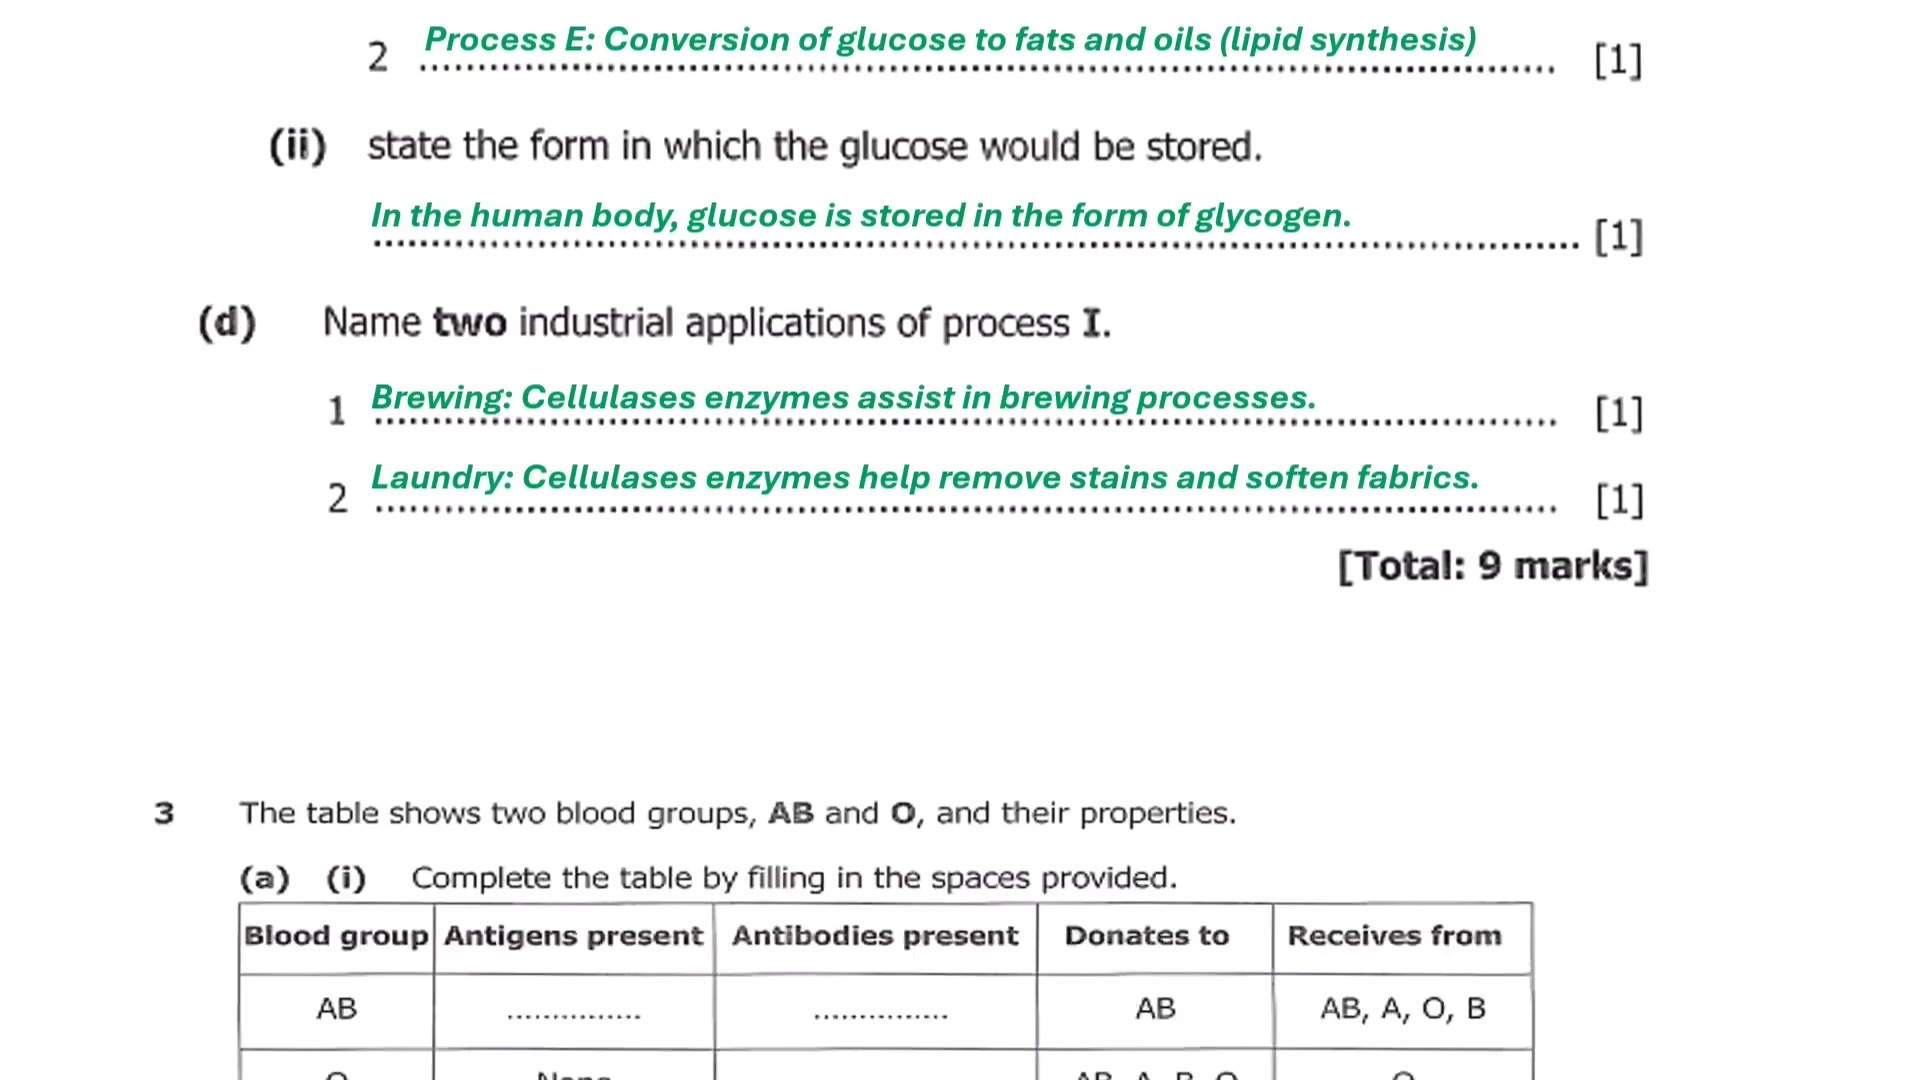 2 Process E: Conversion of glucose to fats and oils (lipid synthesis) [1]
(ii) state the form in which the glucose would be stored.
In the human body, glucose is stored in the form of glycogen. [1]
(d) Name two industrial applications of process I.
1 Brewing: Cellulases enzymes assist in brewing processes. [1]
2 Laundry: Cellulases enzymes help remove stains and soften fabrics. [1]
[Total: 9 marks]
3 The table shows two blood groups, AB and O, and their properties.
(a) (i) Complete the table by filling in the spaces provided.
Blood group Antigens present Antibodies present Donates to Receives from
AB ............... ............... AB AB, A, O, B
O None AB, A, B, O O